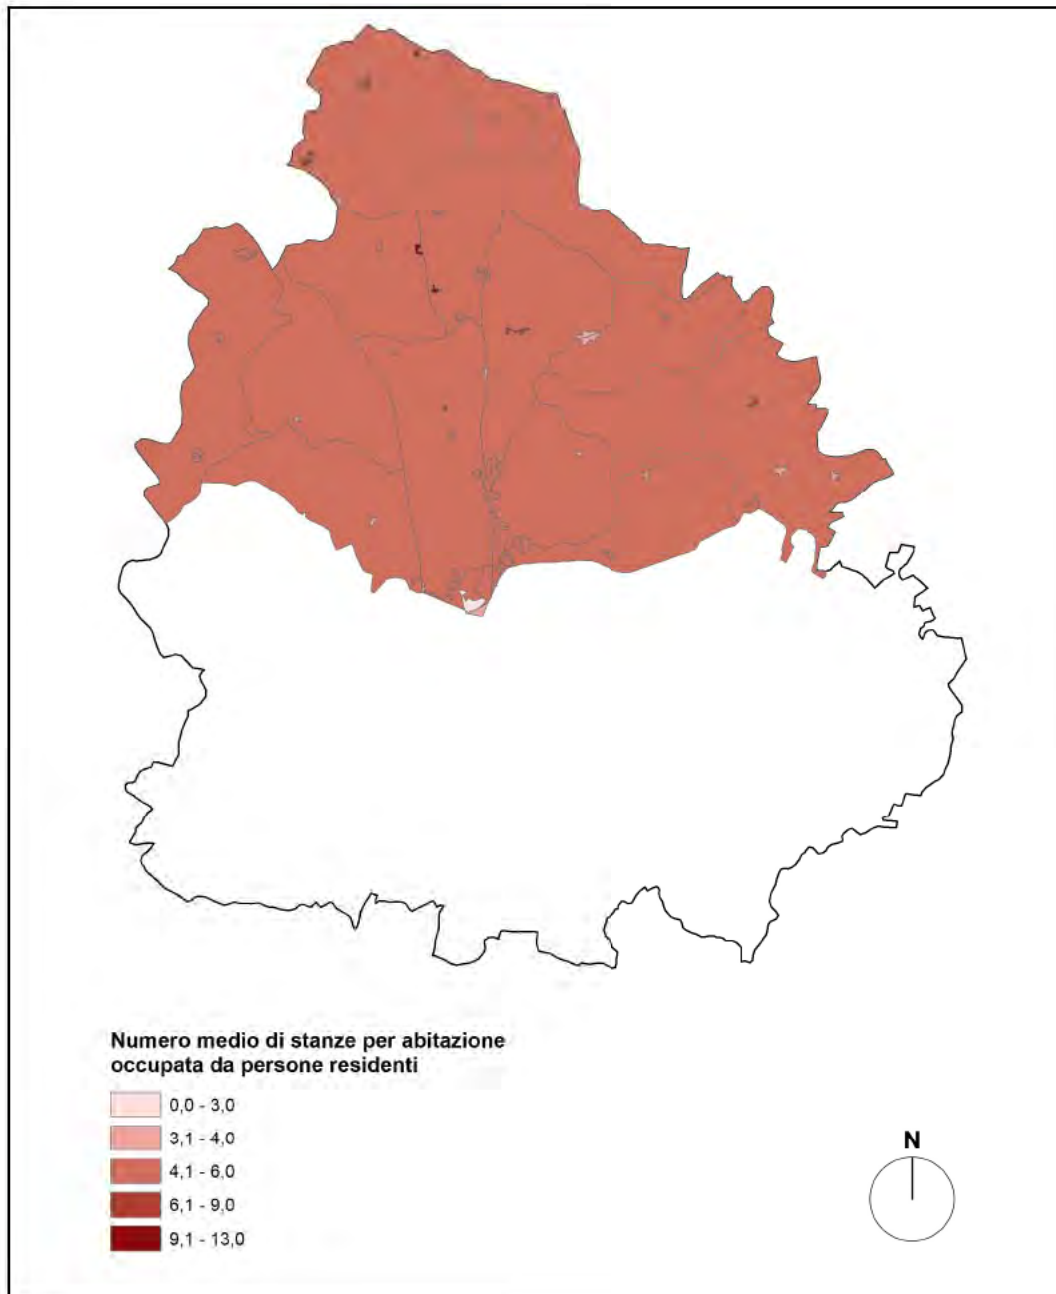 Numero medio di stanze per abitazione
occupata da persone residenti
0,0 - 3,0
3,1 - 4,0
4,1 - 6,0
6,1 - 9,0
9,1 - 13,0
N